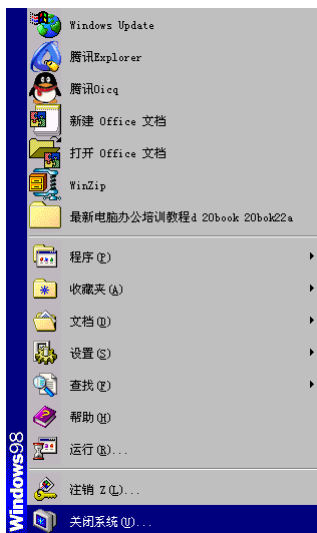 Windows Update
腾讯Explorer
腾讯Oicq
新建 Office 文档
打开 Office 文档
WinZip
最新电脑办公培训教程d 20book 20bok22a
程序(P)
收藏夹(A)
文档(D)
设置(S)
查找(F)
帮助(H)
运行(R)...
注销 Z(L)...
关闭系统(U)...
Windows98